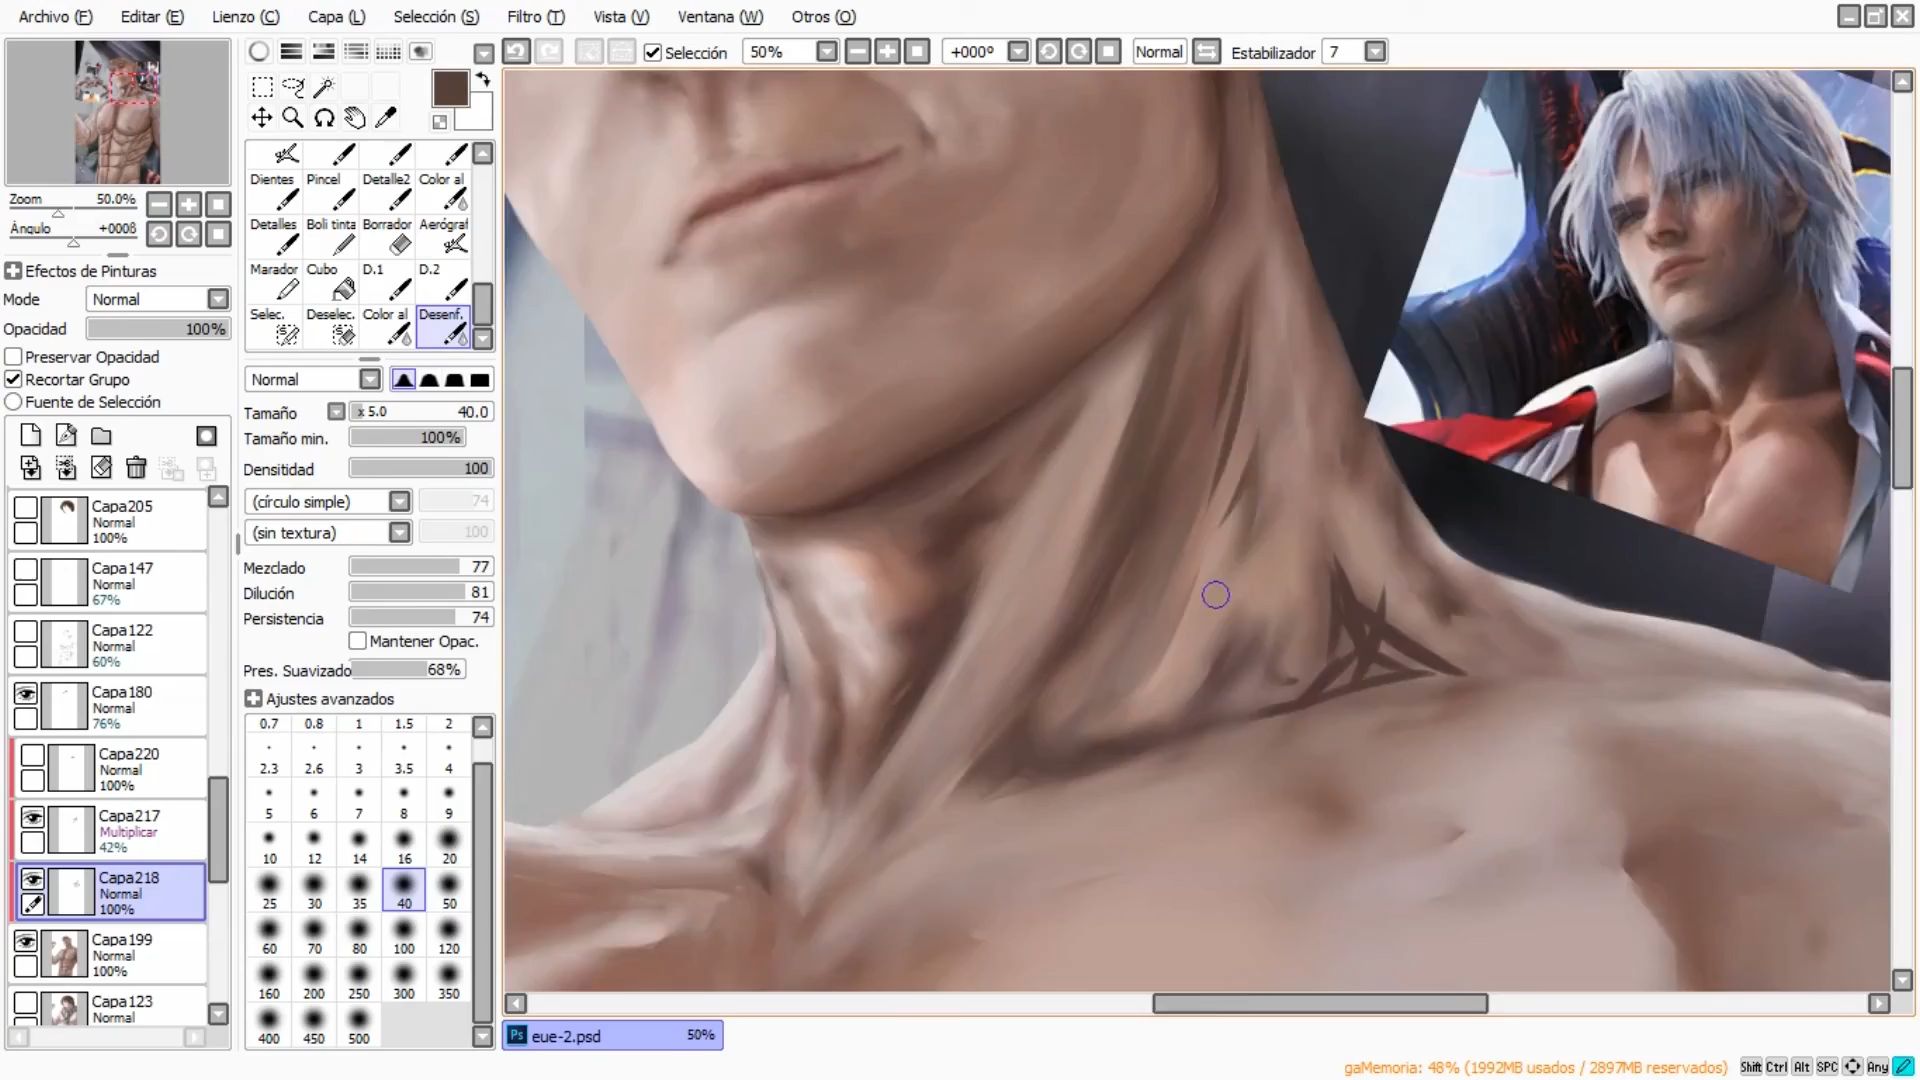 Archivo (F) Editar (E) Lienzo (C) Capa (L) Selección (S) Filtro (T) Vista (V) Ventana (W) Otros (O)
Selección 50% +000º Normal Estabilizador 7
Zoom 50.0%
Ángulo +0008
Efectos de Pinturas
Mode Normal
Opacidad 100%
Preservar Opacidad
Recortar Grupo
Fuente de Selección
Capa205
Normal
100%
Capa147
Normal
67%
Capa122
Normal
60%
Capa180
Normal
76%
Capa220
Normal
100%
Capa217
Multiplicar
42%
Capa218
Normal
100%
Capa199
Normal
100%
Capa123
Normal
Dientes Pincel Detalle2 Color al
Detalles Boli tinta Borrador Aerógraf
Marador Cubo D.1 D.2
Selec. Deselec. Color al Desenf.
Normal
Tamaño x 5.0 40.0
Tamaño min. 100%
Densitidad 100
(círculo simple) 74
(sin textura) 100
Mezclado 77
Dilución 81
Persistencia 74
Mantener Opac.
Pres. Suavizado 68%
Ajustes avanzados
0.7 0.8 1 1.5 2
2.3 2.6 3 3.5 4
5 6 7 8 9
10 12 14 16 20
25 30 35 40 50
60 70 80 100 120
160 200 250 300 350
400 450 500
Ps eue-2.psd 50%
gaMemoria: 48% (1992MB usados / 2897MB reservados) Shift Ctrl Alt SPC Any